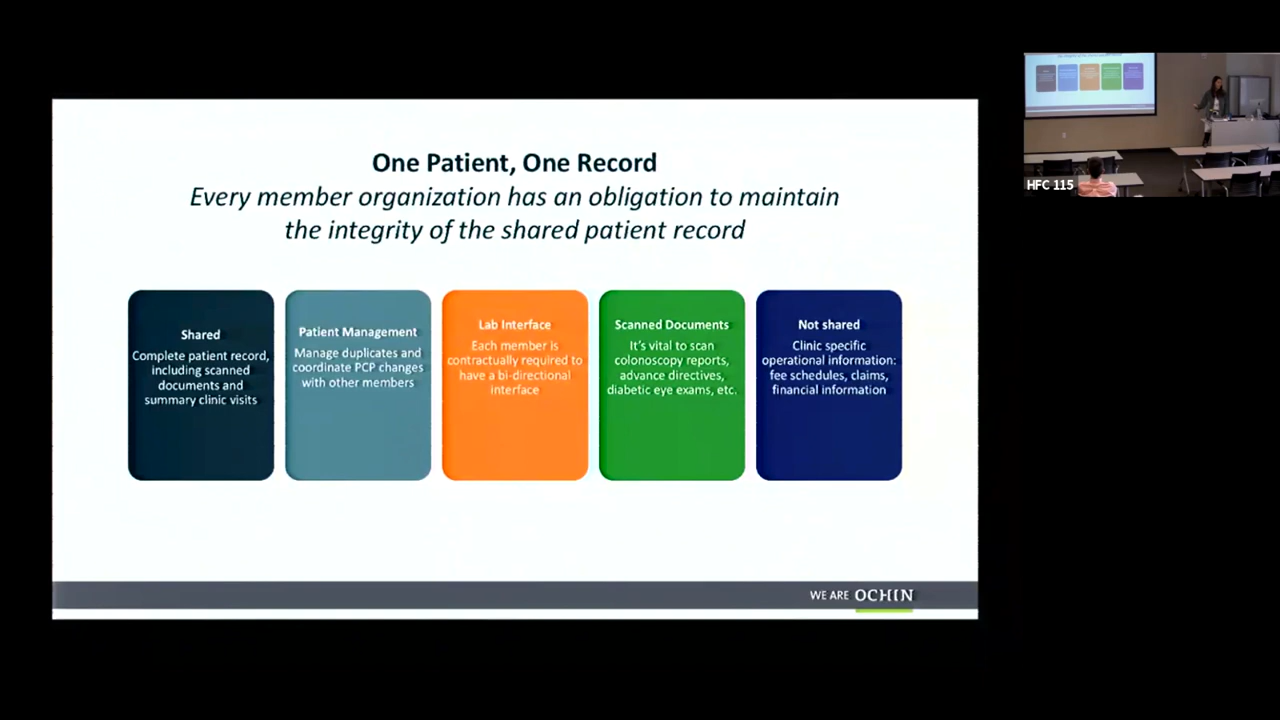 One Patient, One Record
Every member organization has an obligation to maintain
the integrity of the shared patient record
Shared
Complete patient record,
including scanned
documents and
summary clinic visits
Patient Management
Manage duplicates and
coordinate PCP changes
with other members
Lab Interface
Each member is
contractually required to
have a bi-directional
interface
Scanned Documents
It's vital to scan
colonoscopy reports,
advance directives,
diabetic eye exams, etc.
Not shared
Clinic specific
operational information:
fee schedules, claims,
financial information
WE ARE OCHIN
HFC 115